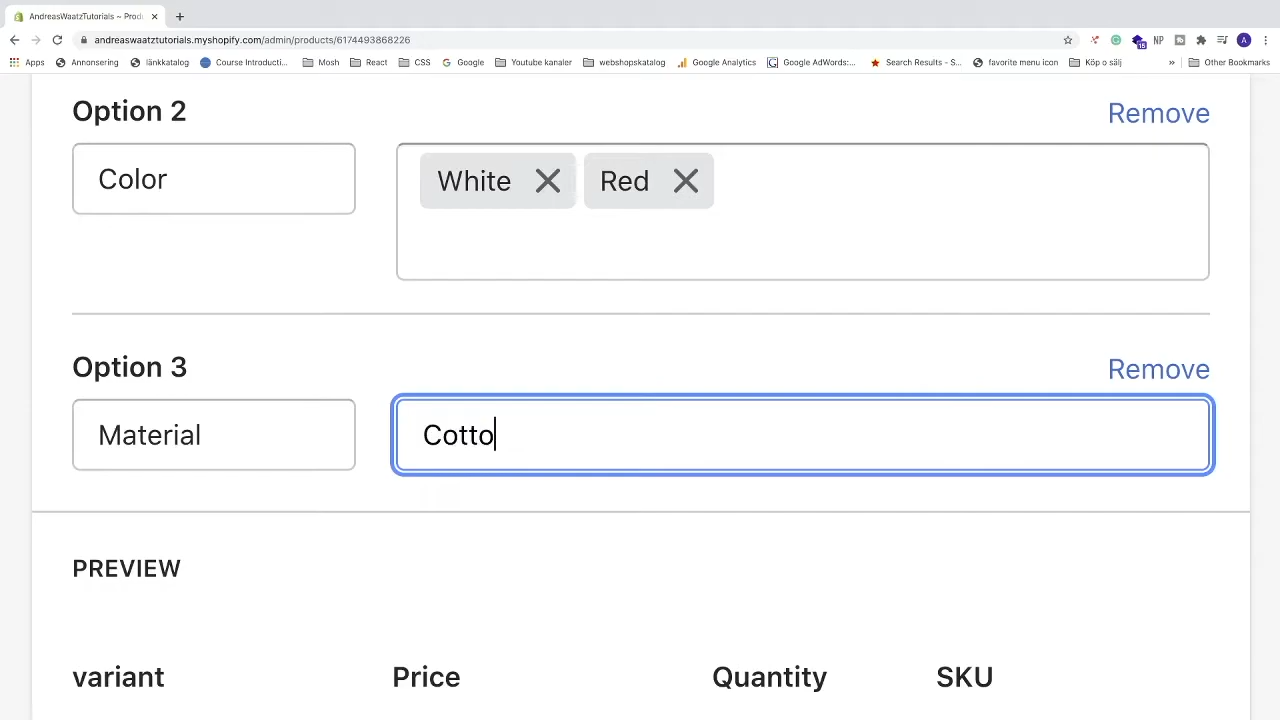 AndreasWaatzTutorials ~ Prod
andreaswaatztutorials.myshopify.com/admin/products/6174493868226
NP
15
A
Apps Annonsering länkkatalog Course Introducti... Mosh React CSS Google Youtube kanaler webshopskatalog Google Analytics Google AdWords:... Search Results - S... favorite menu icon Köp o sälj » Other Bookmarks
Option 2 Remove
Color White Red
Option 3 Remove
Material Cotto
PREVIEW
variant Price Quantity SKU